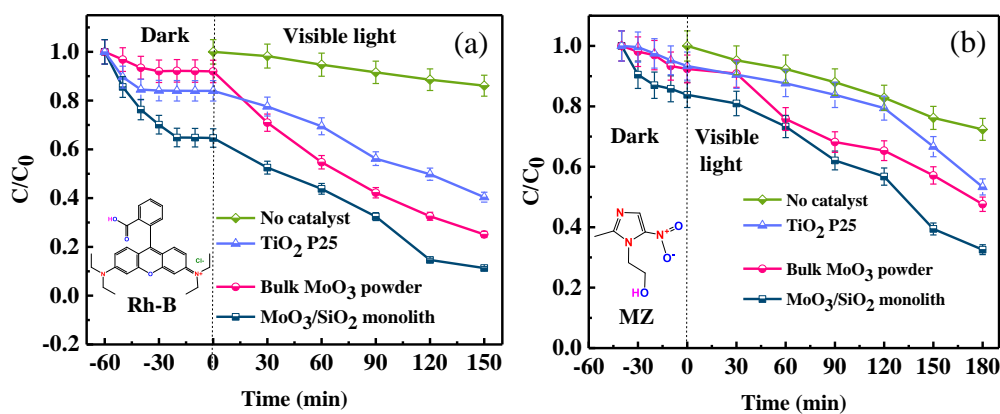 Dark Visible light (a)
C/C0
1.0
0.8
0.6
0.4
0.2
0.0
-0.2
HO
O
Cl-
N
O
N+
Rh-B
No catalyst
TiO2 P25
Bulk MoO3 powder
MoO3/SiO2 monolith
-60 -30 0 30 60 90 120 150
Time (min)
(b)
C/C0
1.0
0.8
0.6
0.4
0.2
0.0
Dark Visible
light
N
N
N+
O
O-
HO
MZ
No catalyst
TiO2 P25
Bulk MoO3 powder
MoO3/SiO2 monolith
-60 -30 0 30 60 90 120 150 180
Time (min)